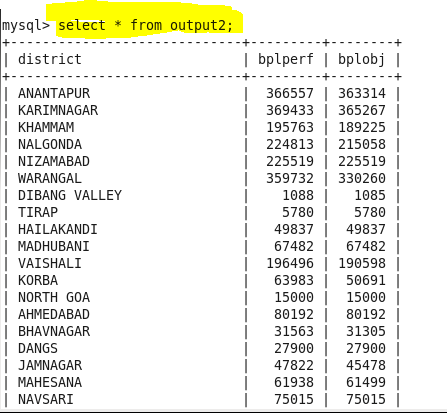 mysql> select * from output2;
+-----------------------------+---------+--------+
| district | bplperf | bplobj |
+-----------------------------+---------+--------+
| ANANTAPUR | 366557 | 363314 |
| KARIMNAGAR | 369433 | 365267 |
| KHAMMAM | 195763 | 189225 |
| NALGONDA | 224813 | 215058 |
| NIZAMABAD | 225519 | 225519 |
| WARANGAL | 359732 | 330260 |
| DIBANG VALLEY | 1088 | 1085 |
| TIRAP | 5780 | 5780 |
| HAILAKANDI | 49837 | 49837 |
| MADHUBANI | 67482 | 67482 |
| VAISHALI | 196496 | 190598 |
| KORBA | 63983 | 50691 |
| NORTH GOA | 15000 | 15000 |
| AHMEDABAD | 80192 | 80192 |
| BHAVNAGAR | 31563 | 31305 |
| DANGS | 27900 | 27900 |
| JAMNAGAR | 47822 | 45478 |
| MAHESANA | 61938 | 61499 |
| NAVSARI | 75015 | 75015 |